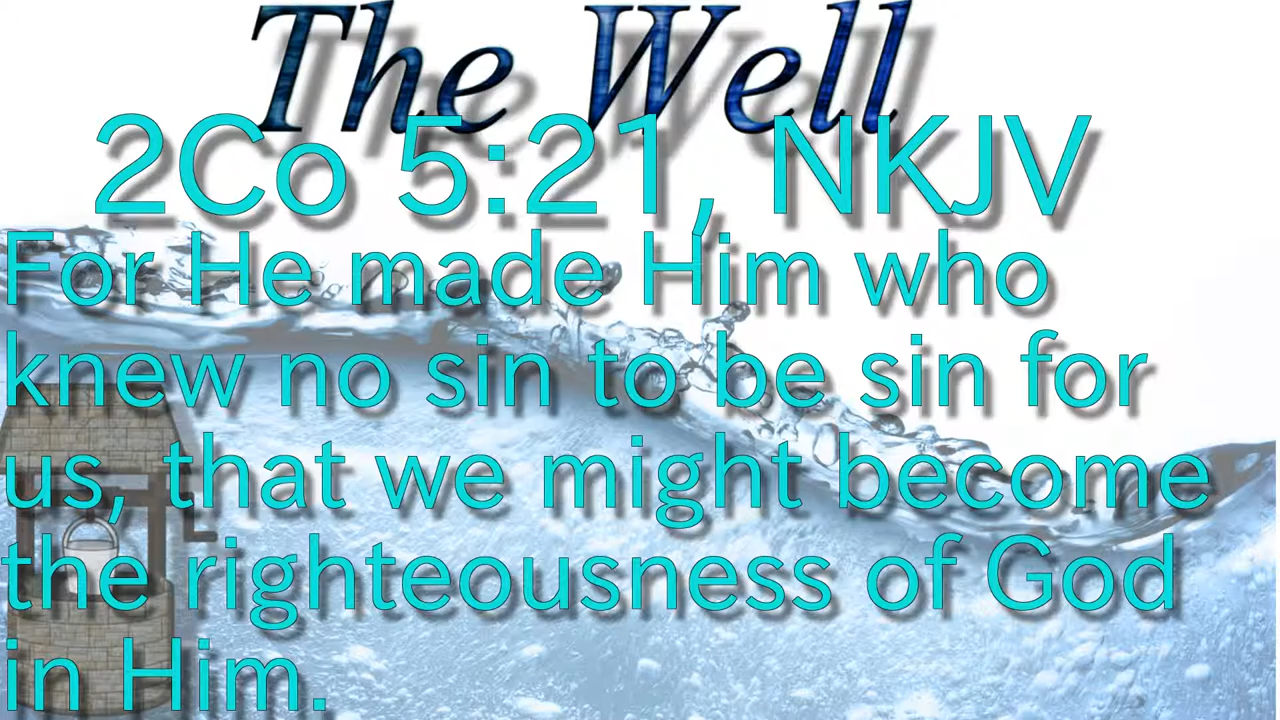 The Well
2Co 5:21, NKJV
For He made Him who
knew no sin to be sin for
us, that we might become
the righteousness of God
in Him.